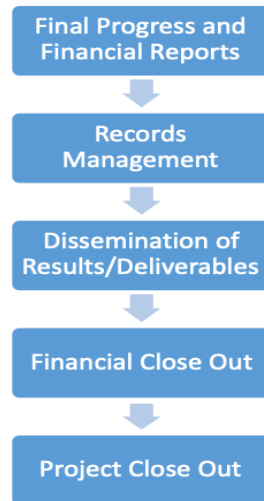 Final Progress and
Financial Reports
Records
Management
Dissemination of
Results/Deliverables
Financial Close Out
Project Close Out